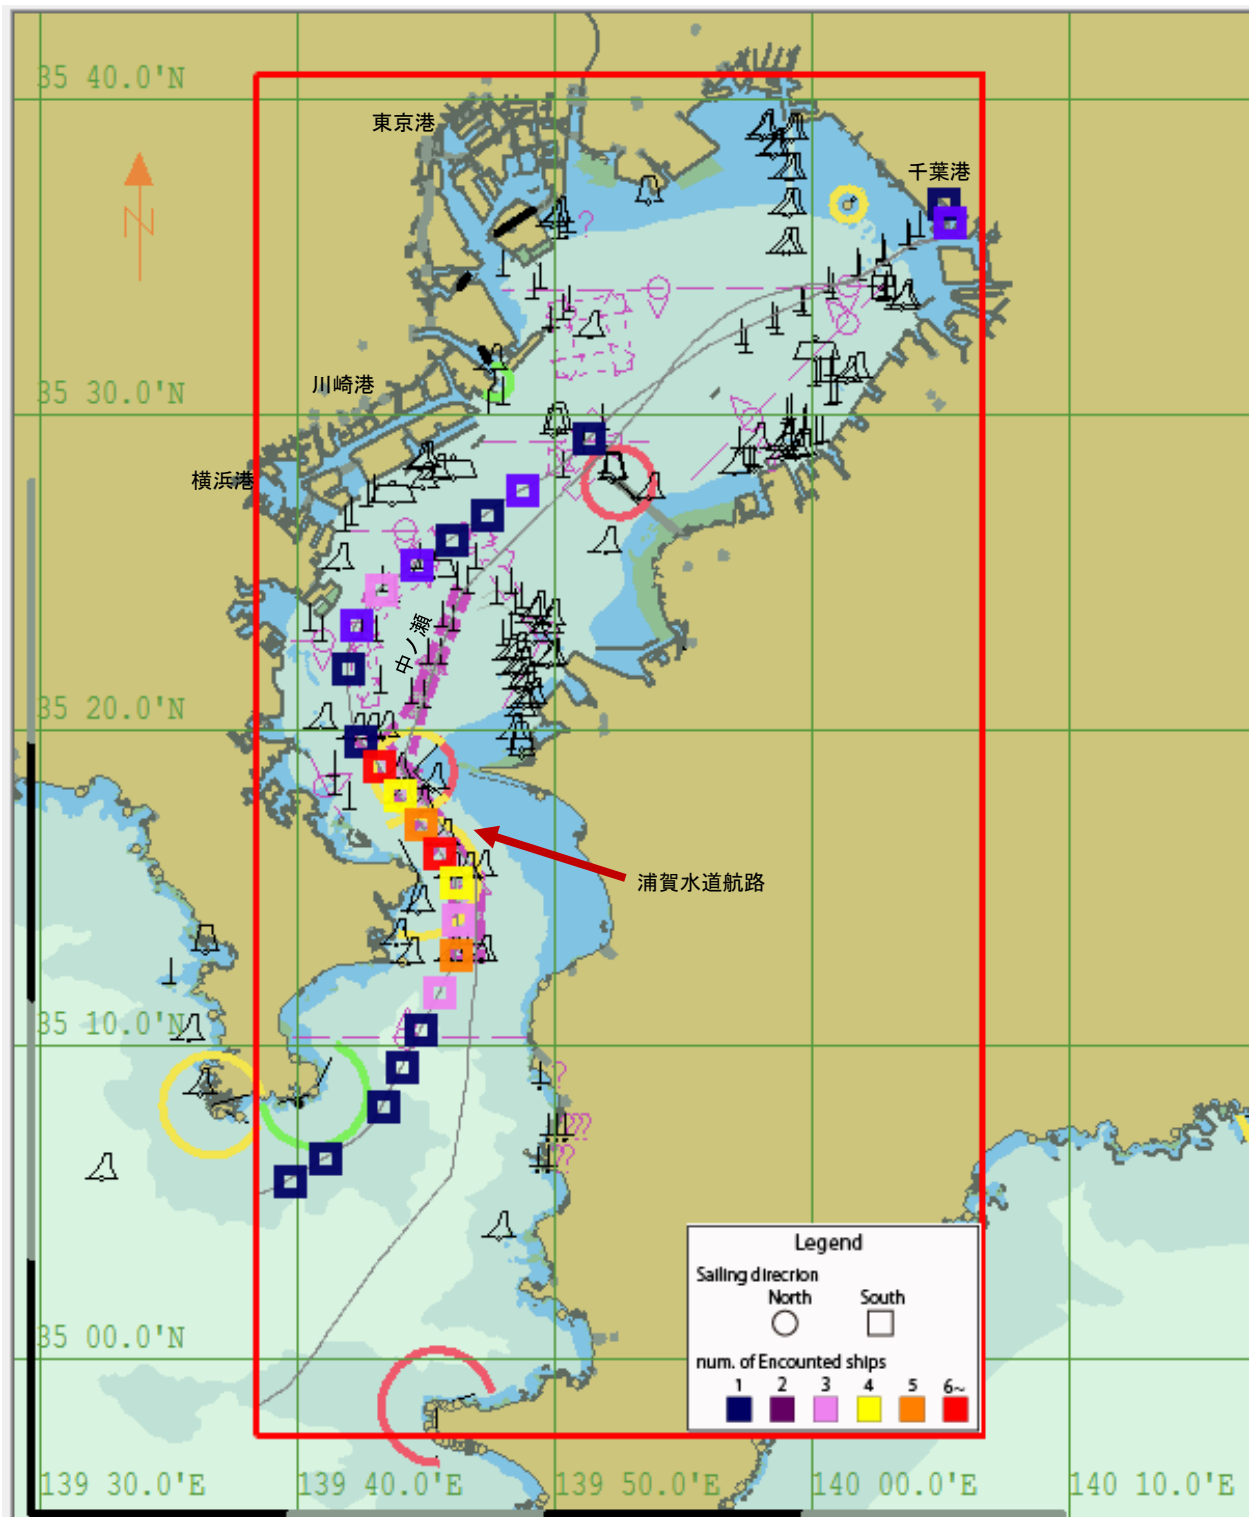 35 40.0'N
東京港
千葉港
N
川崎港
35 30.0'N
横浜港
中ノ瀬
35 20.0'N
浦賀水道航路
35 10.0'N
Legend
Sailing direcrion
North South
num. of Encounted ships
1 2 3 4 5 6~
35 00.0'N
139 30.0'E 139 40.0'E 139 50.0'E 140 00.0'E 140 10.0'E